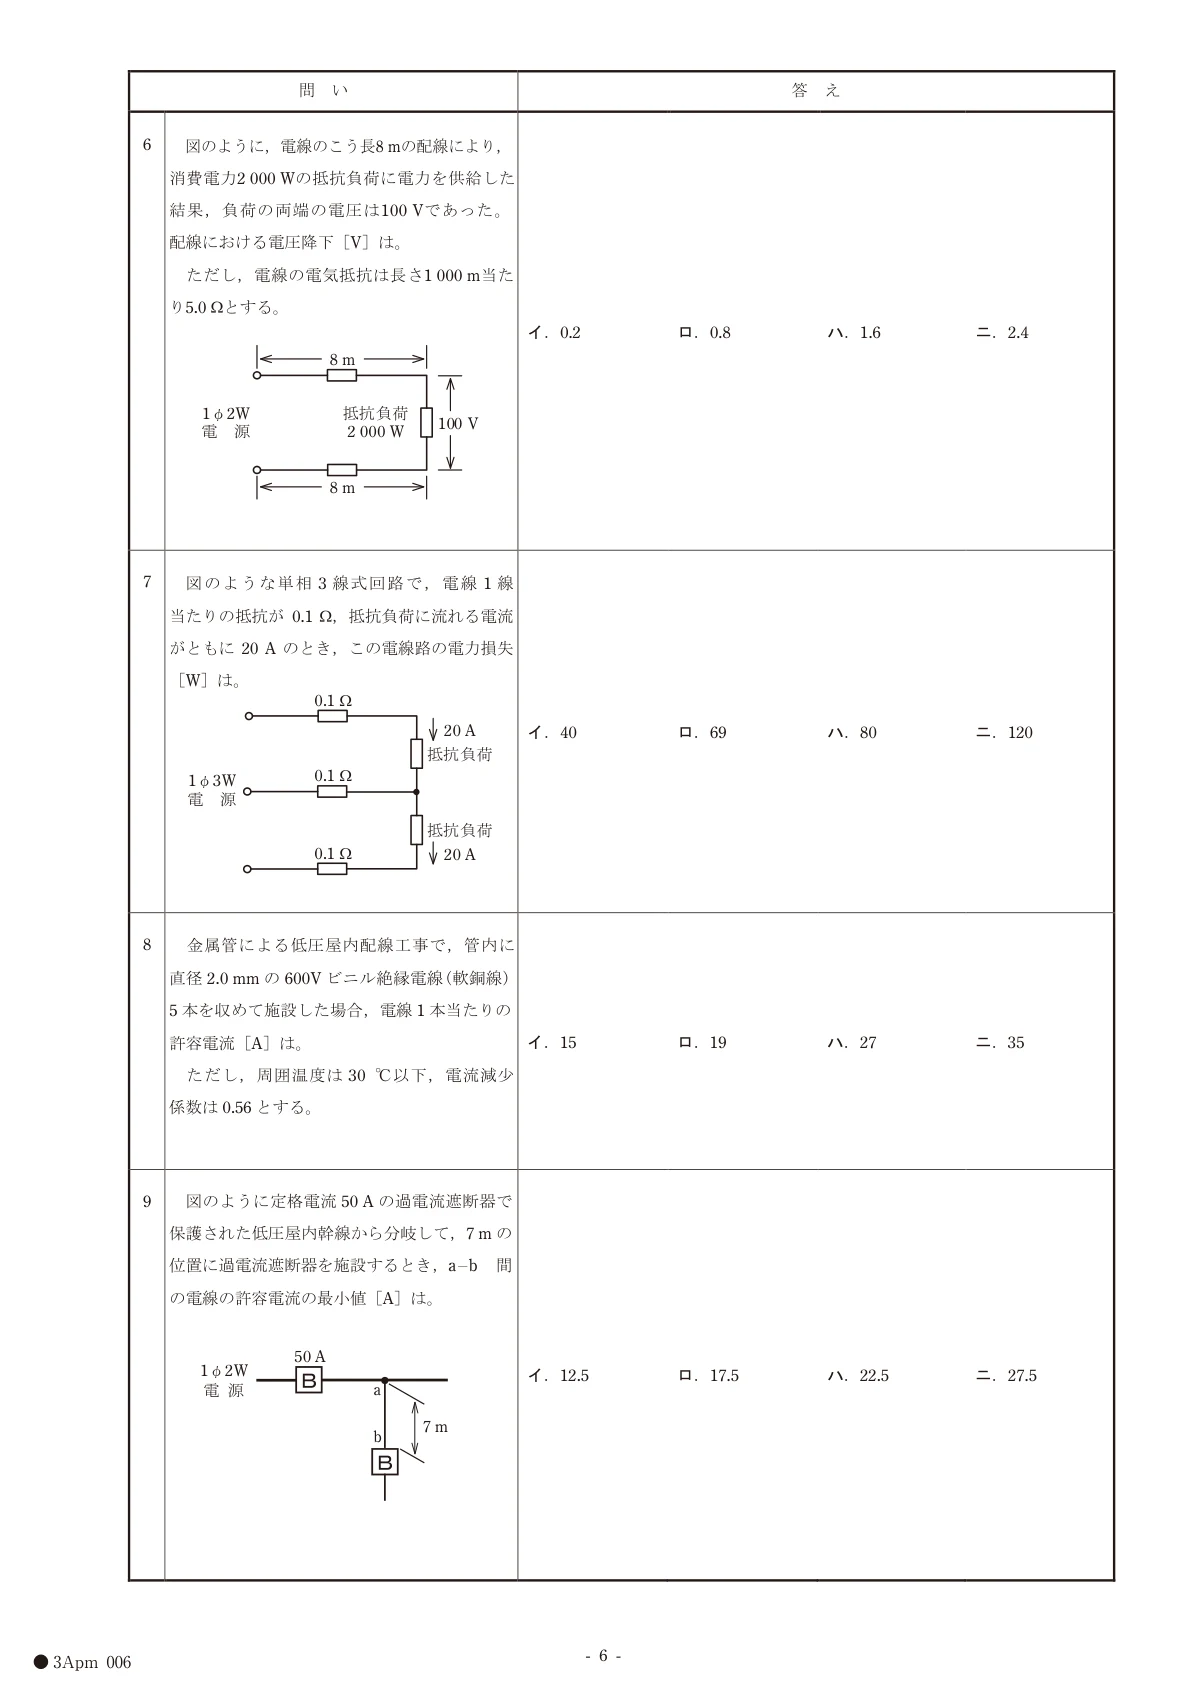 問　い
答　え
6
図のように，電線のこう長8 mの配線により，
消費電力2 000 Wの抵抗負荷に電力を供給した
結果，負荷の両端の電圧は100 Vであった。
配線における電圧降下［V］は。
ただし，電線の電気抵抗は長さ1 000 m当た
り5.0 Ωとする。
8 m
1φ2W
電　源
抵抗負荷
2 000 W
100 V
8 m
イ．0.2
ロ．0.8
ハ．1.6
ニ．2.4
7
図のような単相 3 線式回路で，電線 1 線
当たりの抵抗が 0.1 Ω，抵抗負荷に流れる電流
がともに 20 A のとき，この電線路の電力損失
［W］は。
0.1 Ω
20 A
抵抗負荷
1φ3W
電　源
0.1 Ω
抵抗負荷
0.1 Ω
20 A
イ．40
ロ．69
ハ．80
ニ．120
8
金属管による低圧屋内配線工事で，管内に
直径 2.0 mm の 600V ビニル絶縁電線（軟銅線）
5 本を収めて施設した場合，電線 1 本当たりの
許容電流［A］は。
ただし，周囲温度は 30 ℃以下，電流減少
係数は 0.56 とする。
イ．15
ロ．19
ハ．27
ニ．35
9
図のように定格電流 50 A の過電流遮断器で
保護された低圧屋内幹線から分岐して，7 m の
位置に過電流遮断器を施設するとき，a−b　間
の電線の許容電流の最小値［A］は。
50 A
1φ2W
電 源
B
a
7 m
b
B
イ．12.5
ロ．17.5
ハ．22.5
ニ．27.5
● 3Apm 006
- 6 -